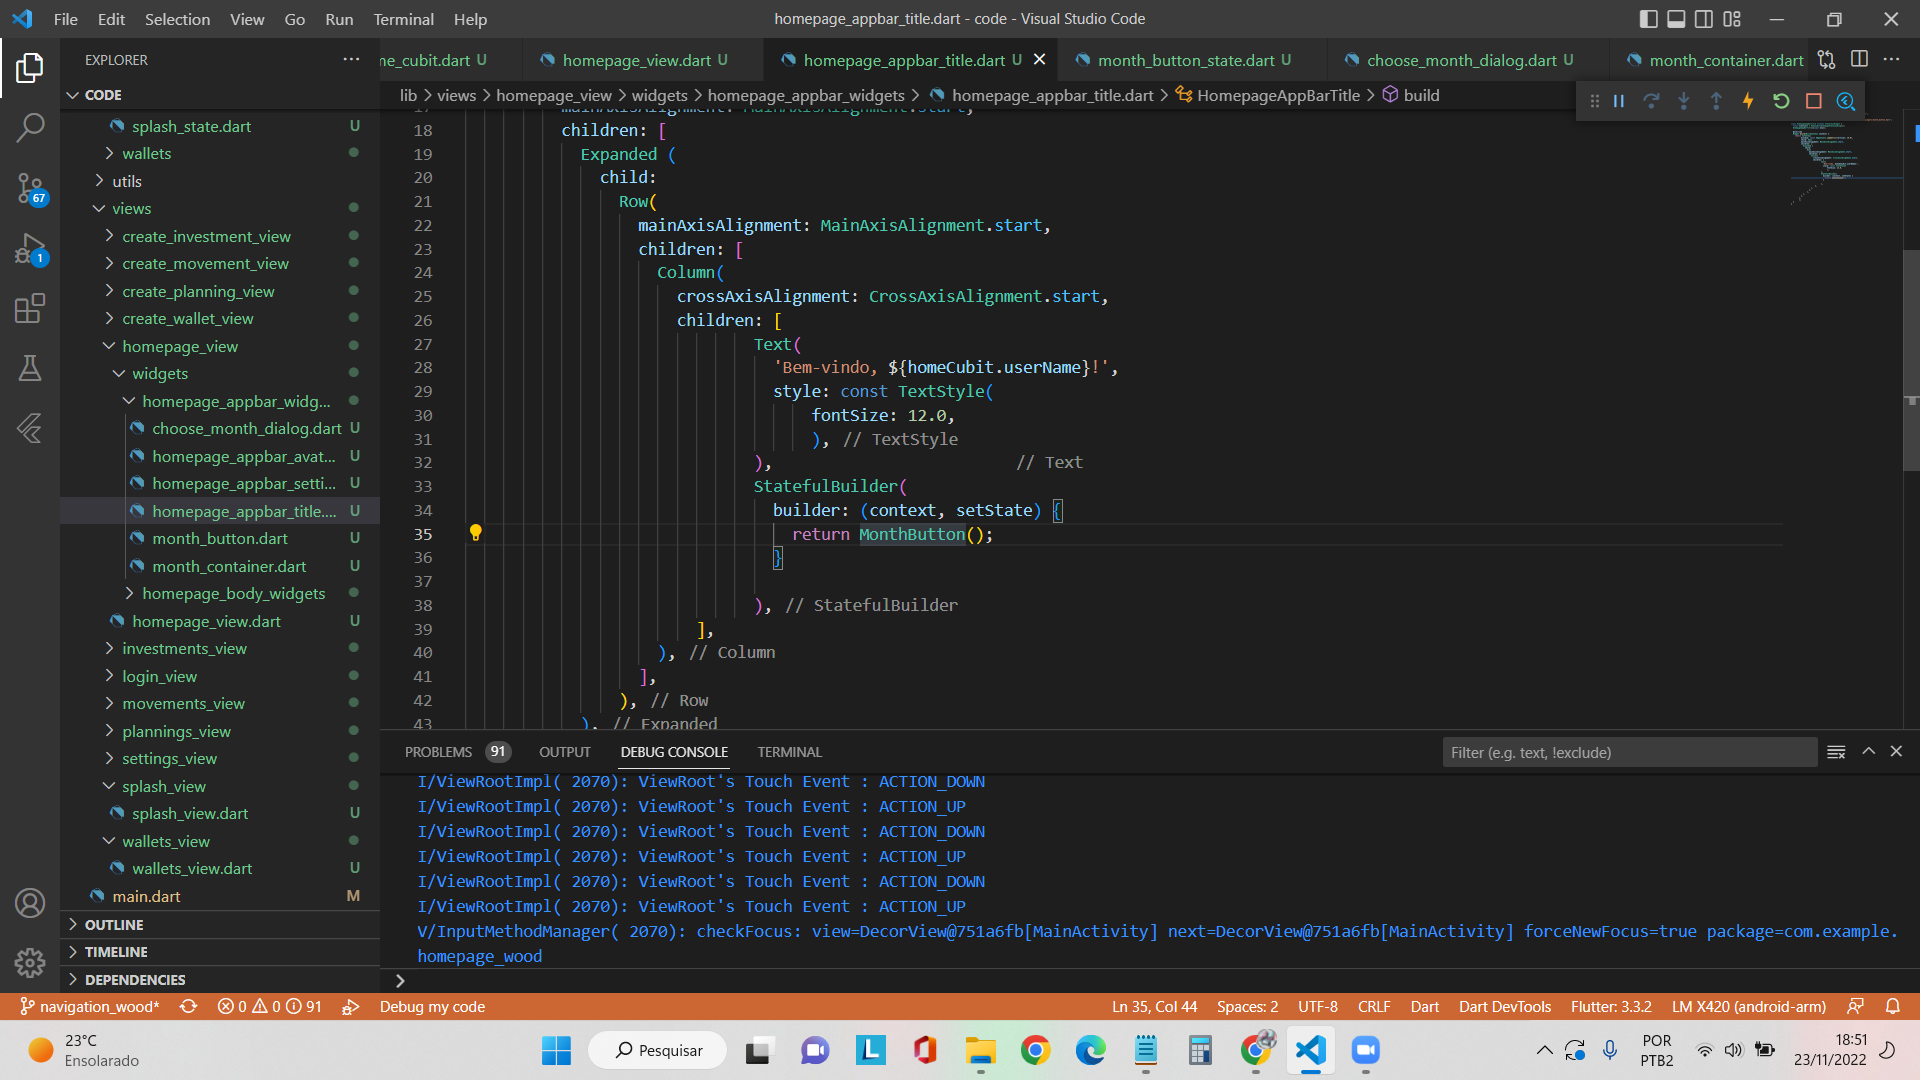 File Edit Selection View Go Run Terminal Help
homepage_appbar_title.dart - code - Visual Studio Code
EXPLORER
me_cubit.dart U
homepage_view.dart U
homepage_appbar_title.dart U
month_button_state.dart U
choose_month_dialog.dart U
month_container.dart
CODE
lib > views > homepage_view > widgets > homepage_appbar_widgets > homepage_appbar_title.dart > HomepageAppBarTitle > build
splash_state.dart U
wallets
utils
views
create_investment_view
create_movement_view
create_planning_view
create_wallet_view
homepage_view
widgets
homepage_appbar_widg...
choose_month_dialog.dart U
homepage_appbar_avat... U
homepage_appbar_setti... U
homepage_appbar_title.... U
month_button.dart U
month_container.dart U
homepage_body_widgets
homepage_view.dart U
investments_view
login_view
movements_view
plannings_view
settings_view
splash_view
splash_view.dart U
wallets_view
wallets_view.dart U
main.dart M
OUTLINE
TIMELINE
DEPENDENCIES
67
1
17 mainAxisAlignment: MainAxisAlignment.start,
18 children: [
19 Expanded (
20 child:
21 Row(
22 mainAxisAlignment: MainAxisAlignment.start,
23 children: [
24 Column(
25 crossAxisAlignment: CrossAxisAlignment.start,
26 children: [
27 Text(
28 'Bem-vindo, ${homeCubit.userName}!',
29 style: const TextStyle(
30 fontSize: 12.0,
31 ), // TextStyle
32 ), // Text
33 StatefulBuilder(
34 builder: (context, setState) {
35 return MonthButton();
36 }
37
38 ), // StatefulBuilder
39 ],
40 ), // Column
41 ],
42 ), // Row
43 ), // Expanded
PROBLEMS 91 OUTPUT DEBUG CONSOLE TERMINAL
Filter (e.g. text, !exclude)
I/ViewRootImpl( 2070): ViewRoot's Touch Event : ACTION_DOWN
I/ViewRootImpl( 2070): ViewRoot's Touch Event : ACTION_UP
I/ViewRootImpl( 2070): ViewRoot's Touch Event : ACTION_DOWN
I/ViewRootImpl( 2070): ViewRoot's Touch Event : ACTION_UP
I/ViewRootImpl( 2070): ViewRoot's Touch Event : ACTION_DOWN
I/ViewRootImpl( 2070): ViewRoot's Touch Event : ACTION_UP
V/InputMethodManager( 2070): checkFocus: view=DecorView@751a6fb[MainActivity] next=DecorView@751a6fb[MainActivity] forceNewFocus=true package=com.example.
homepage_wood
navigation_wood* 0 0 91 Debug my code
Ln 35, Col 44 Spaces: 2 UTF-8 CRLF Dart Dart DevTools Flutter: 3.3.2 LM X420 (android-arm)
23°C
Ensolarado
Pesquisar
POR
PTB2
18:51
23/11/2022